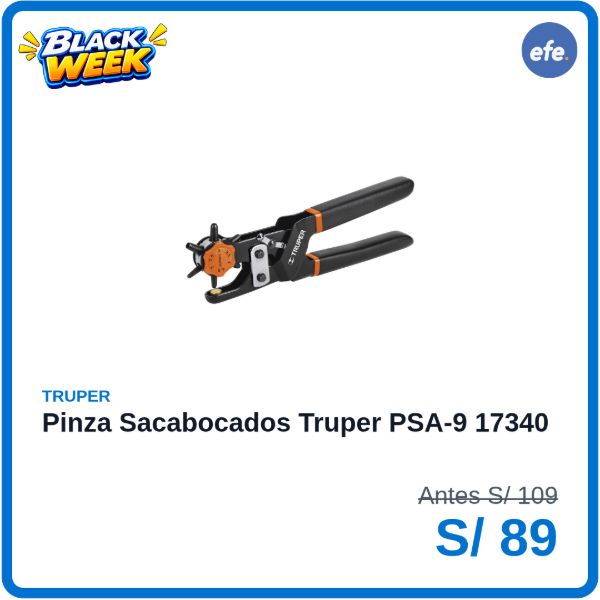 BLACK
WEEK
efe.
TRUPER
TRUPER
Pinza Sacabocados Truper PSA-9 17340
Antes S/ 109
S/ 89